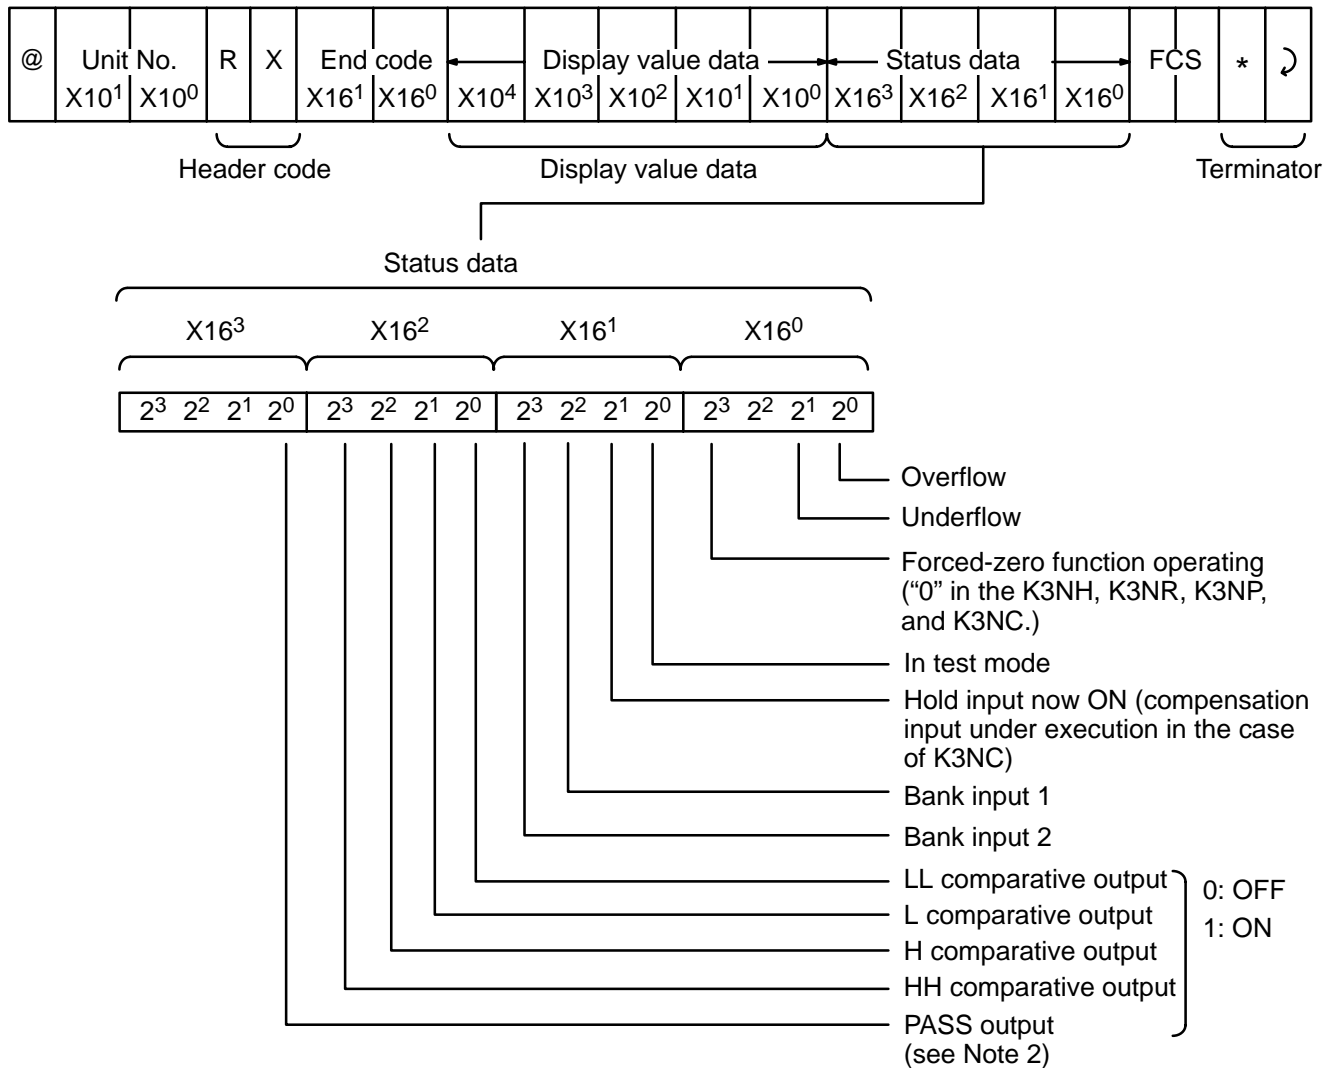 @ Unit No. R X End code Display value data Status data FCS *
X10¹ X10⁰ X16¹ X16⁰ X10⁴ X10³ X10² X10¹ X10⁰ X16³ X16² X16¹ X16⁰
Header code Display value data Terminator
Status data
X16³ X16² X16¹ X16⁰
2³ 2² 2¹ 2⁰ 2³ 2² 2¹ 2⁰ 2³ 2² 2¹ 2⁰ 2³ 2² 2¹ 2⁰
Overflow
Underflow
Forced-zero function operating
(“0” in the K3NH, K3NR, K3NP,
and K3NC.)
In test mode
Hold input now ON (compensation
input under execution in the case
of K3NC)
Bank input 1
Bank input 2
LL comparative output
0: OFF
L comparative output
1: ON
H comparative output
HH comparative output
PASS output
(see Note 2)